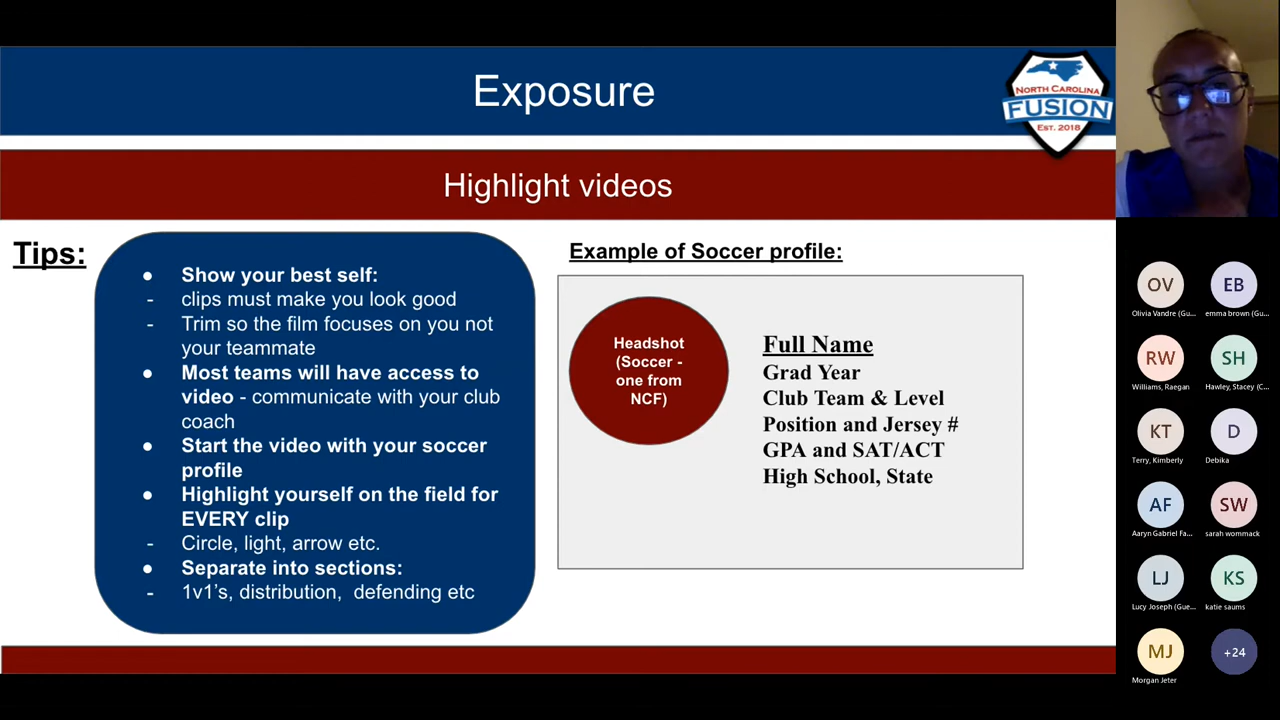 Exposure
NORTH CAROLINA
FUSION
EST. 2018
Highlight videos
Tips:
● Show your best self:
- clips must make you look good
- Trim so the film focuses on you not
your teammate
● Most teams will have access to
video - communicate with your club
coach
● Start the video with your soccer
profile
● Highlight yourself on the field for
EVERY clip
- Circle, light, arrow etc.
● Separate into sections:
- 1v1's, distribution, defending etc
Example of Soccer profile:
Headshot
(Soccer -
one from
NCF)
Full Name
Grad Year
Club Team & Level
Position and Jersey #
GPA and SAT/ACT
High School, State
OV
Olivia Vandre (Gu...
EB
emma brown (Gu...
RW
Williams, Raegan
SH
Hawley, Stacey (C...
KT
Terry, Kimberly
D
Debika
AF
Aaryn Gabriel Fa...
SW
sarah wommack
LJ
Lucy Joseph (Gue...
KS
katie saums
MJ
Morgan Jeter
+24